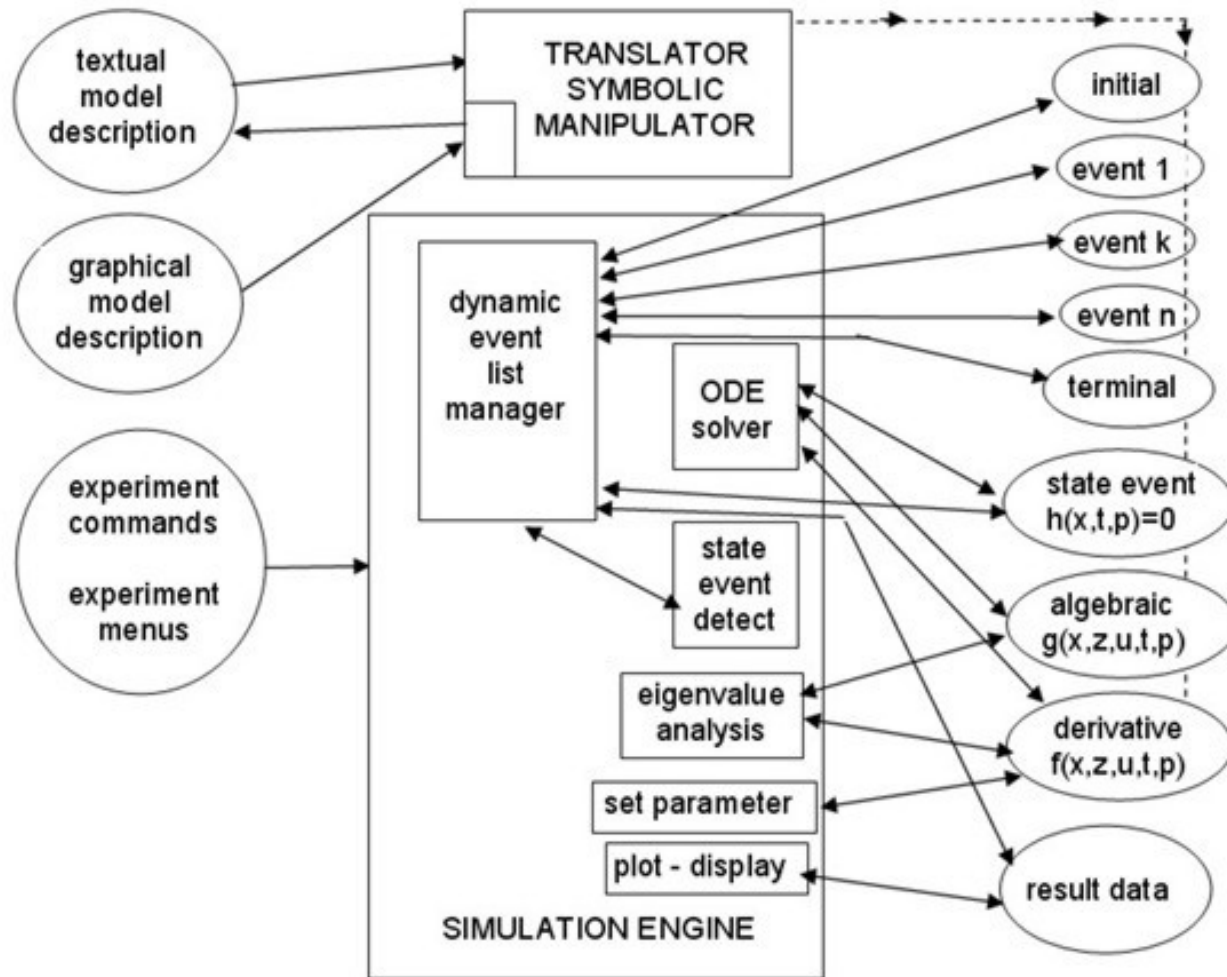 textual
model
description
TRANSLATOR
SYMBOLIC
MANIPULATOR
initial
event 1
event k
event n
terminal
graphical
model
description
dynamic
event
list
manager
ODE
solver
experiment
commands
experiment
menus
state event
h(x,t,p)=0
state
event
detect
algebraic
g(x,z,u,t,p)
eigenvalue
analysis
derivative
f(x,z,u,t,p)
set parameter
plot - display
result data
SIMULATION ENGINE